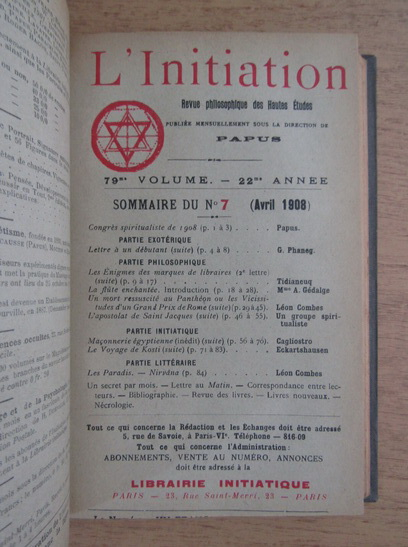 L'Initiation
Revue philosophique des Hautes Études
PUBLIÉE MENSUELLEMENT SOUS LA DIRECTION DE
PAPUS
79me VOLUME. — 22me ANNÉE
SOMMAIRE DU No 7 (Avril 1908)
Congrès spiritualiste de 1908 (p. 1 à 3) . . . . Papus.
PARTIE EXOTÉRIQUE
Lettre à un débutant (suite) (p. 4 à 8) . . . . G. Phaneg.
PARTIE PHILOSOPHIQUE
Les Enigmes des marques de libraires (2e lettre)
(suite) (p. 9 à 17) . . . . Tidianeuq
La flûte enchantée. Introduction (p. 18 à 28) . . Mme A. Gédalge
Un mort ressuscité au Panthéon ou les Vicissi-
tudes d'un Grand Prix de Rome (suite) (p. 29 à 45). Léon Combes
L'apostolat de Saint Jacques (suite) (p. 46 à 55). Un groupe spiri-
tualiste
PARTIE INITIATIQUE
Maçonnerie égyptienne (inédit) (suite) (p. 56 à 70). Cagliostro
Le Voyage de Kosti (suite) (p. 71 à 83). . . . Eckartshausen
PARTIE LITTÉRAIRE
Les Paradis. — Nirvâna (p. 84) . . . . Léon Combes
Un secret par mois. — Lettre au Matin. — Correspondance entre lec-
teurs. — Bibliographie. — Revue des livres. — Livres nouveaux. —
Nécrologie.
Tout ce qui concerne la Rédaction et les Echanges doit être adressé
5, rue de Savoie, à Paris-VIe. Téléphone — 816-09
Tout ce qui concerne l'Administration:
ABONNEMENTS, VENTE AU NUMÉRO, ANNONCES
doit être adressé à la
LIBRAIRIE INITIATIQUE
PARIS — 23, Rue Saint-Merri, 23 — PARIS